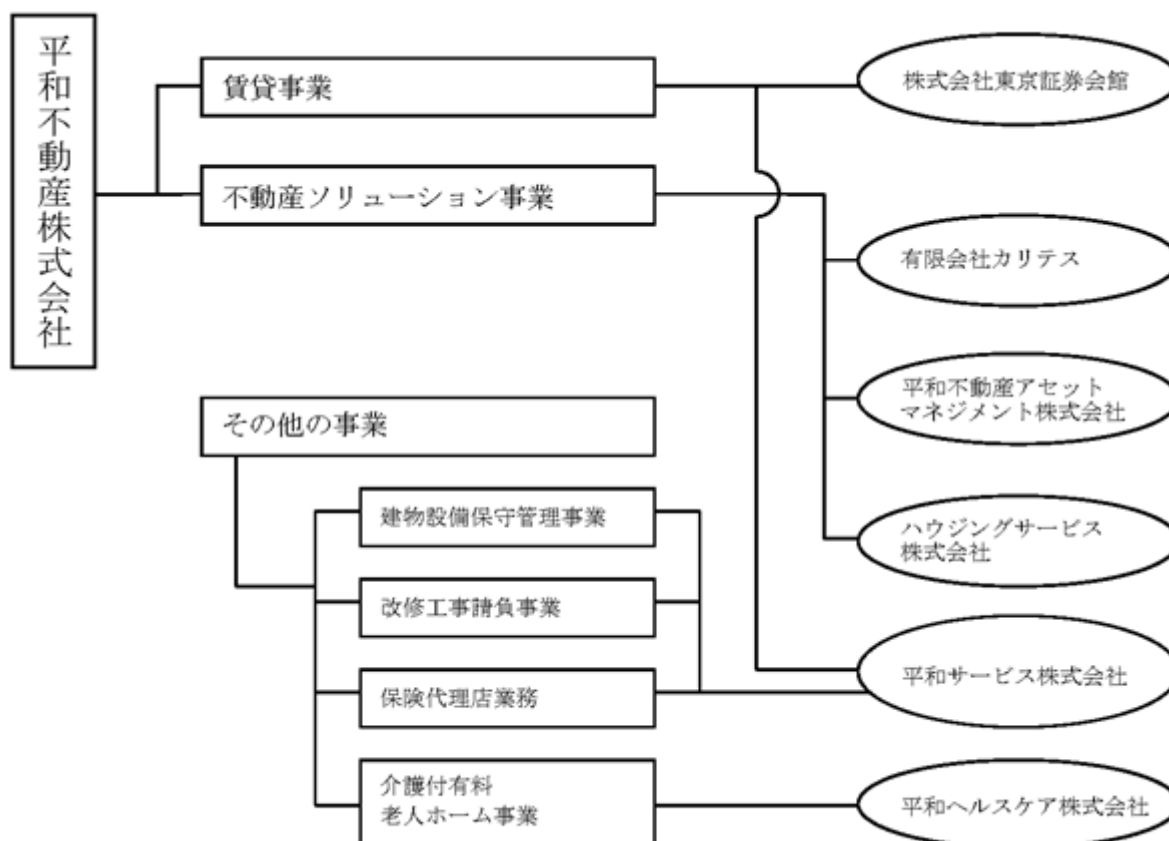 平和不動産株式会社
賃貸事業
株式会社東京証券会館
不動産ソリューション事業
有限会社カリテス
平和不動産アセット
マネジメント株式会社
その他の事業
建物設備保守管理事業
ハウジングサービス
株式会社
改修工事請負事業
保険代理店業務
平和サービス株式会社
介護付有料
老人ホーム事業
平和ヘルスケア株式会社